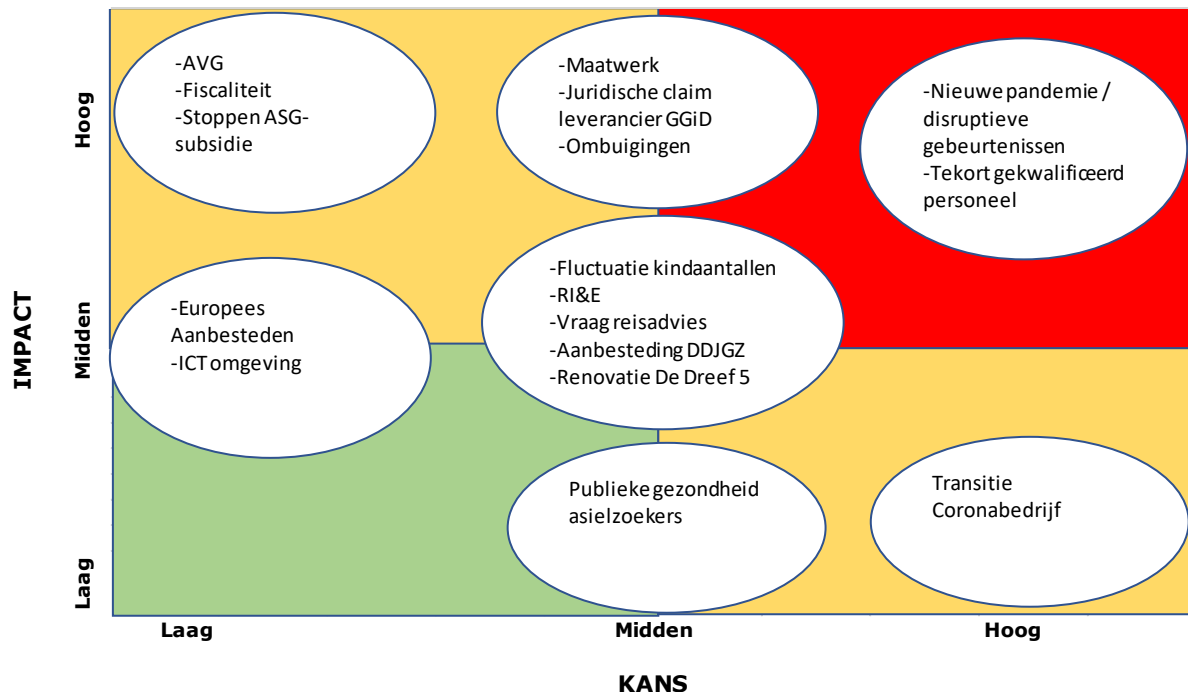 IMPACT
Hoog
Midden
Laag
-AVG
-Fiscaliteit
-Stoppen ASG-
subsidie
-Maatwerk
-Juridische claim
leverancier GGiD
-Ombuigingen
-Nieuwe pandemie /
disruptieve
gebeurtenissen
-Tekort gekwalificeerd
personeel
-Europees
Aanbesteden
-ICT omgeving
-Fluctuatie kindaantallen
-RI&E
-Vraag reisadvies
-Aanbesteding DDJGZ
-Renovatie De Dreef 5
Publieke gezondheid
asielzoekers
Transitie
Coronabedrijf
Laag
Midden
Hoog
KANS